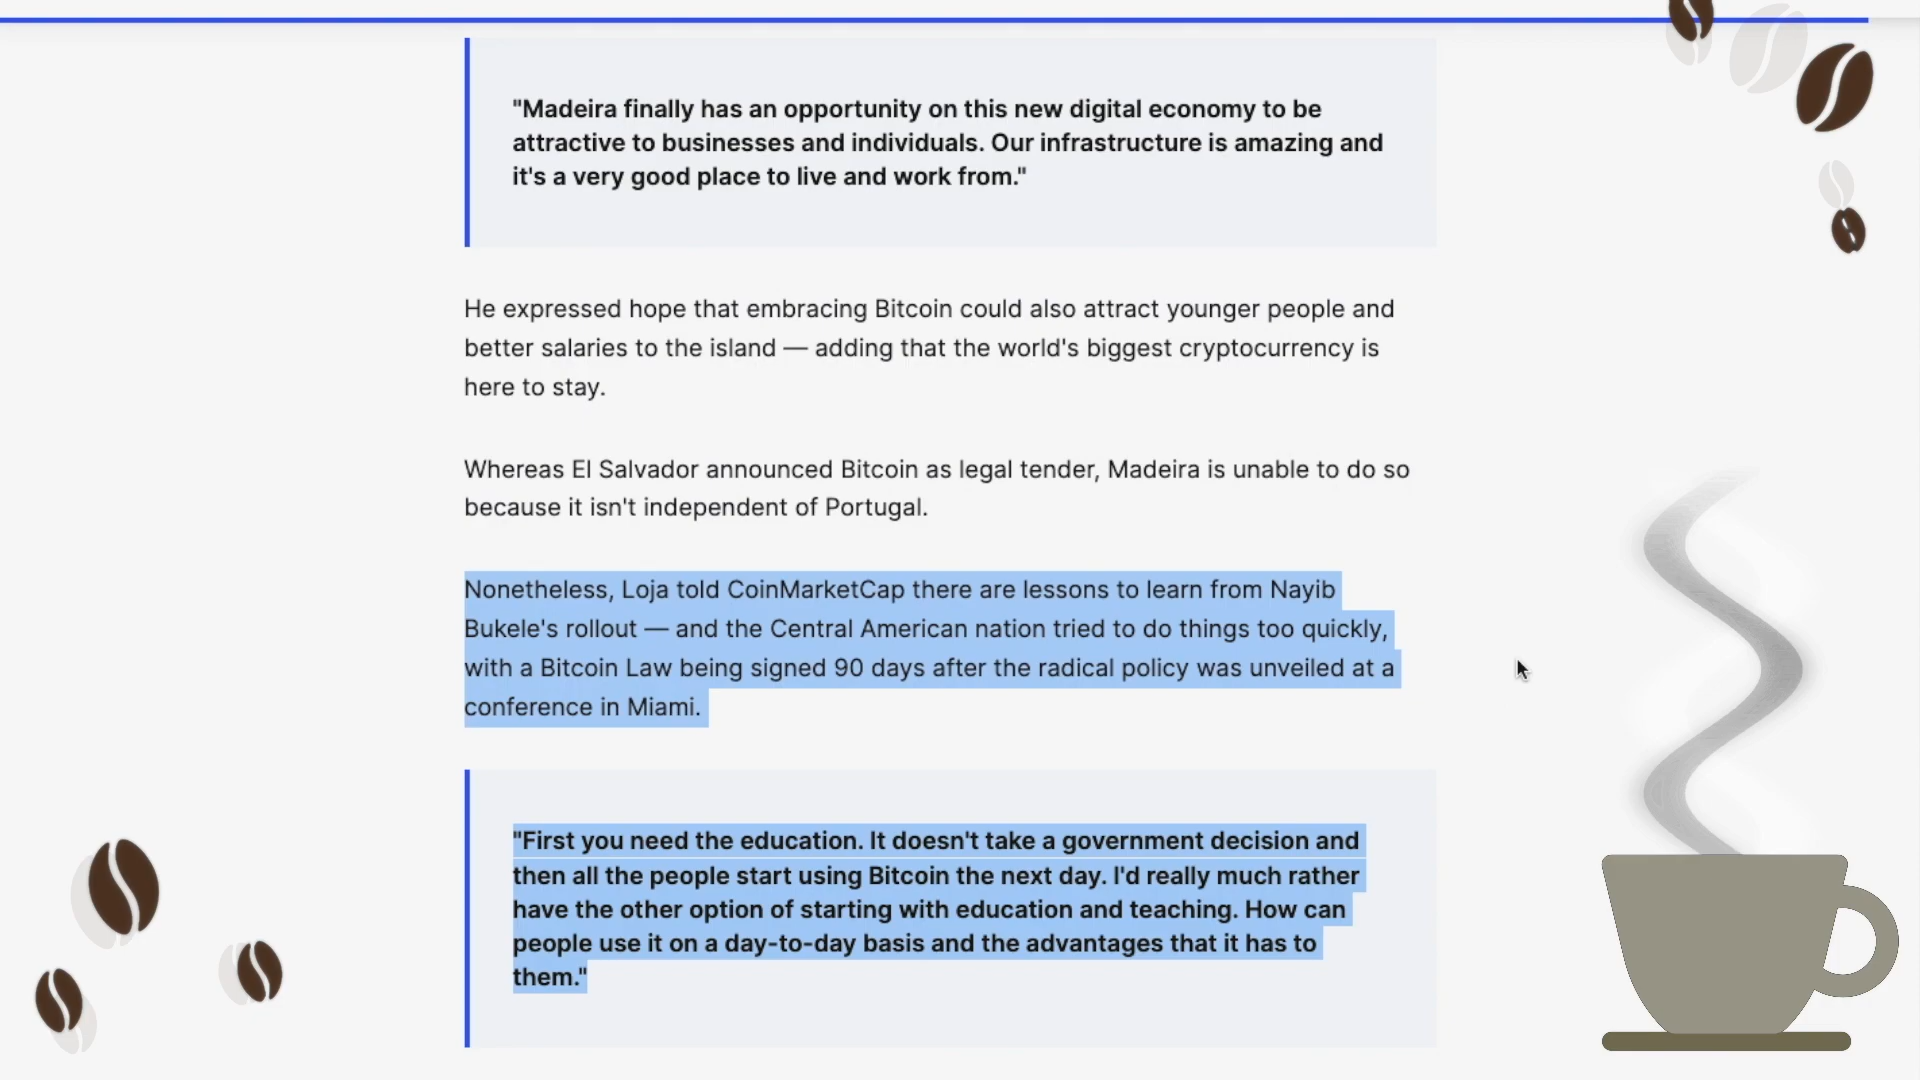 "Madeira finally has an opportunity on this new digital economy to be
attractive to businesses and individuals. Our infrastructure is amazing and
it's a very good place to live and work from."
He expressed hope that embracing Bitcoin could also attract younger people and
better salaries to the island — adding that the world's biggest cryptocurrency is
here to stay.
Whereas El Salvador announced Bitcoin as legal tender, Madeira is unable to do so
because it isn't independent of Portugal.
Nonetheless, Loja told CoinMarketCap there are lessons to learn from Nayib
Bukele's rollout — and the Central American nation tried to do things too quickly,
with a Bitcoin Law being signed 90 days after the radical policy was unveiled at a
conference in Miami.
"First you need the education. It doesn't take a government decision and
then all the people start using Bitcoin the next day. I'd really much rather
have the other option of starting with education and teaching. How can
people use it on a day-to-day basis and the advantages that it has to
them."